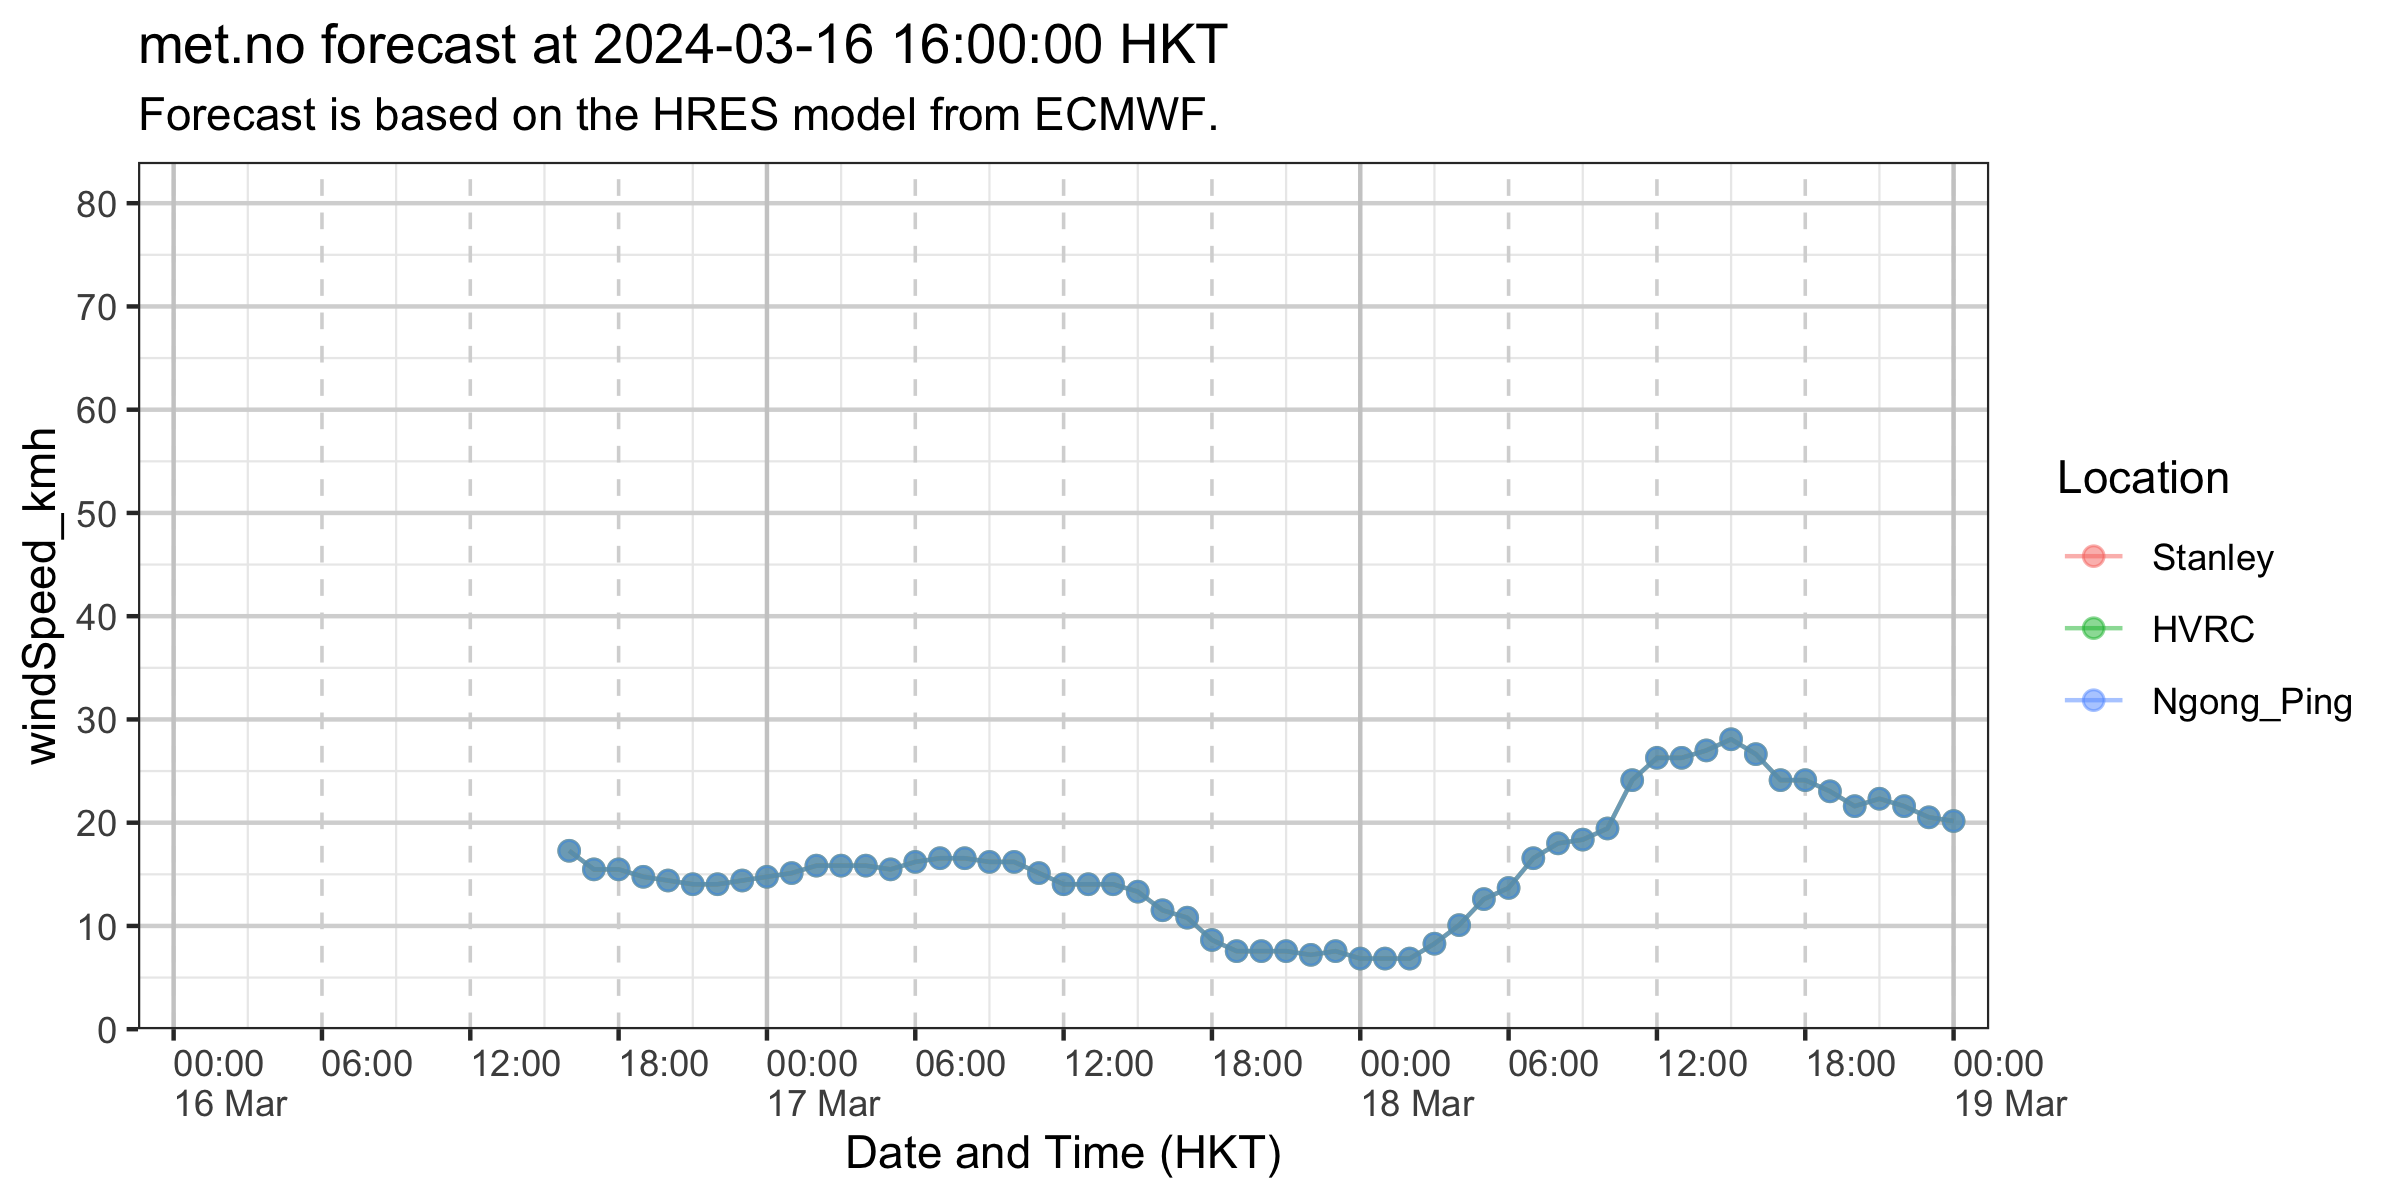 met.no forecast at 2024-03-16 16:00:00 HKT
Forecast is based on the HRES model from ECMWF.
windSpeed_kmh
80
70
60
50
40
30
20
10
0
00:00 06:00 12:00 18:00 00:00 06:00 12:00 18:00 00:00 06:00 12:00 18:00 00:00
16 Mar 17 Mar 18 Mar 19 Mar
Date and Time (HKT)
Location
Stanley
HVRC
Ngong_Ping